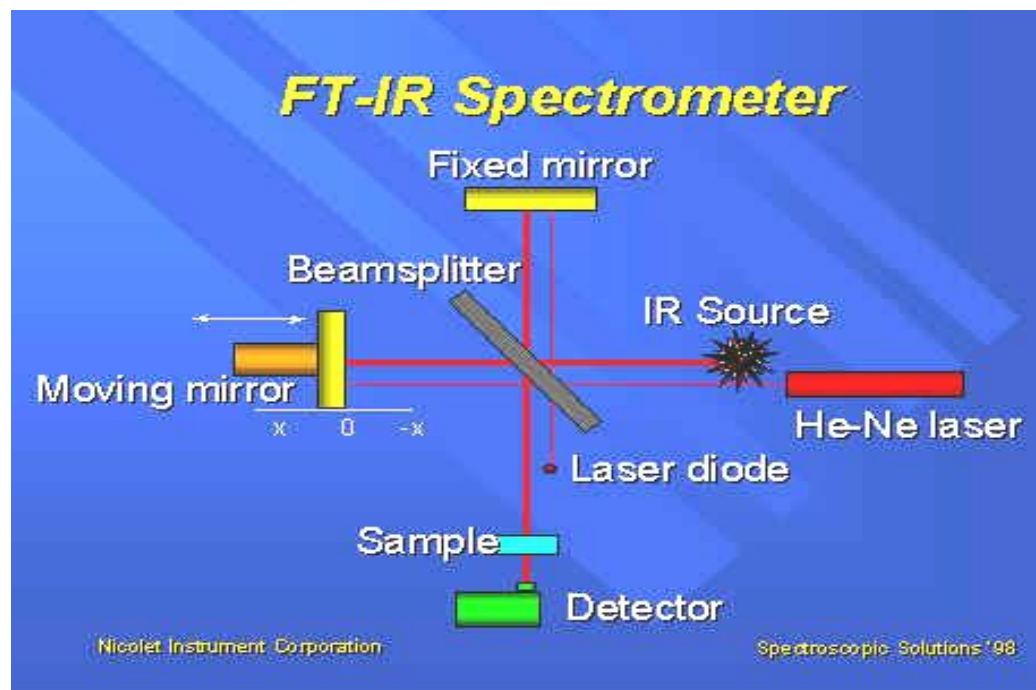 FT-IR Spectrometer
Fixed mirror
Beamsplitter
IR Source
Moving mirror
x 0 -x
He-Ne laser
Laser diode
Sample
Detector
Nicolet Instrument Corporation
Spectroscopic Solutions '98